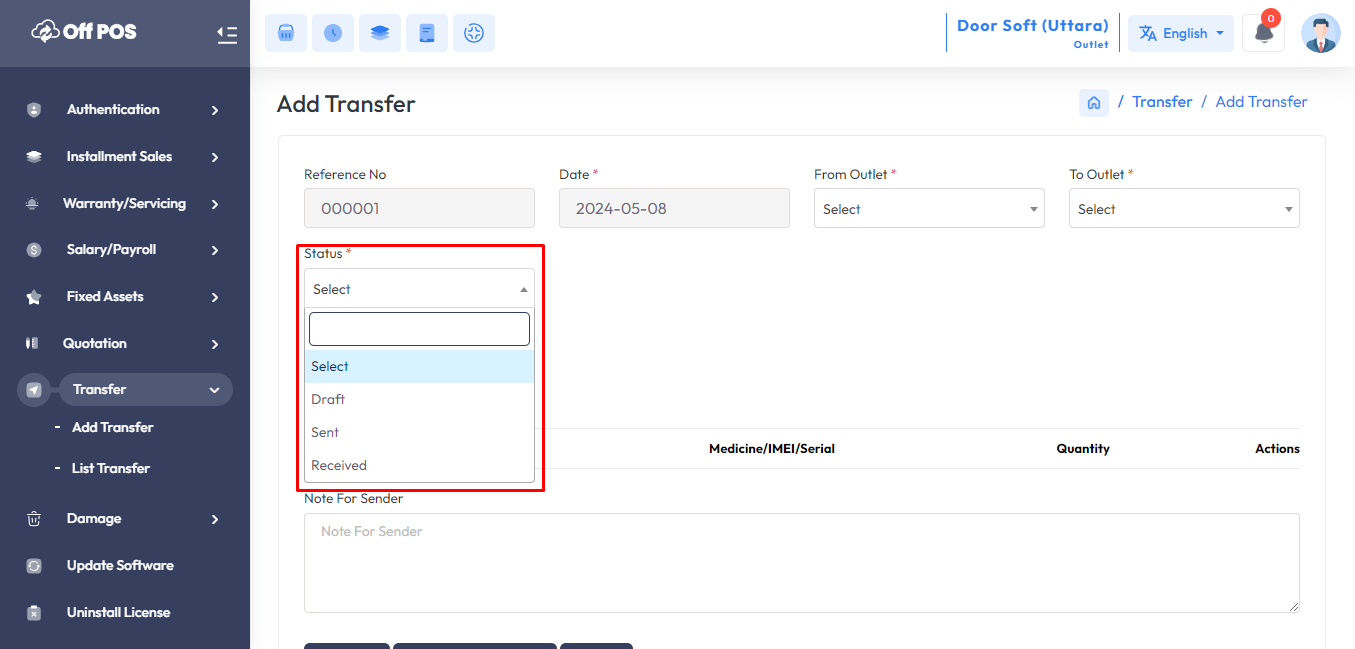 Off POS
Authentication
Installment Sales
Warranty/Servicing
Salary/Payroll
Fixed Assets
Quotation
Transfer
- Add Transfer
- List Transfer
Damage
Update Software
Uninstall License
Door Soft (Uttara)
Outlet
English
0
Add Transfer
/ Transfer / Add Transfer
Reference No
000001
Date *
2024-05-08
From Outlet *
Select
To Outlet *
Select
Status *
Select
Select
Draft
Sent
Received
Medicine/IMEI/Serial Quantity Actions
Note For Sender
Note For Sender